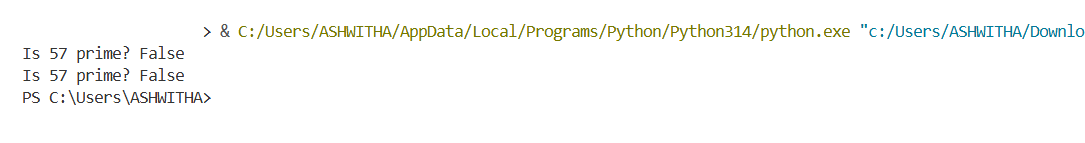 > & C:/Users/ASHWITHA/AppData/Local/Programs/Python/Python314/python.exe "c:/Users/ASHWITHA/Downlo
Is 57 prime? False
Is 57 prime? False
PS C:\Users\ASHWITHA>